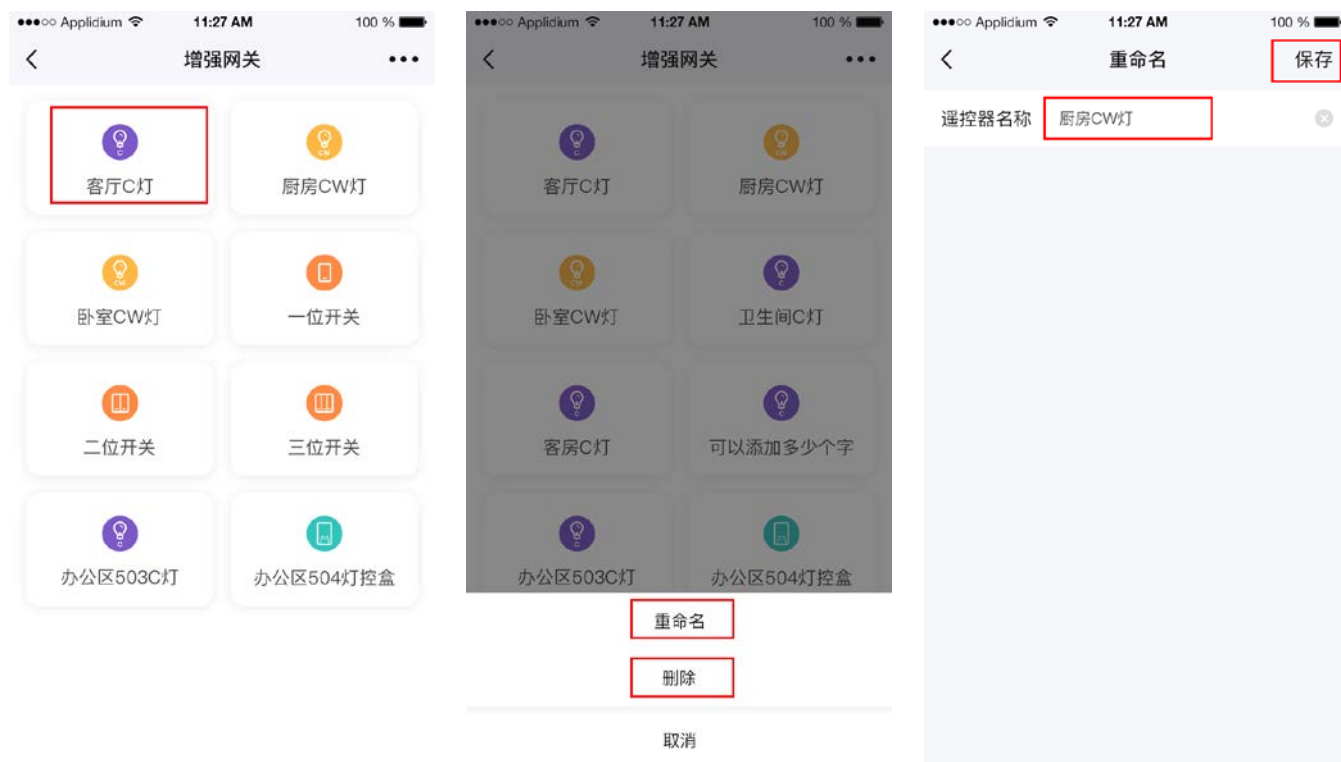 ●●●○○ Applidium 11:27 AM 100 %
增强网关
客厅C灯 厨房CW灯
卧室CW灯 一位开关
二位开关 三位开关
办公区503C灯 办公区504灯控盒
●●●○○ Applidium 11:27 AM 100 %
增强网关
客厅C灯 厨房CW灯
卧室CW灯 卫生间C灯
客房C灯 可以添加多少个字
办公区503C灯 办公区504灯控盒
重命名
删除
取消
●●●○○ Applidium 11:27 AM 100 %
重命名 保存
遥控器名称 厨房CW灯